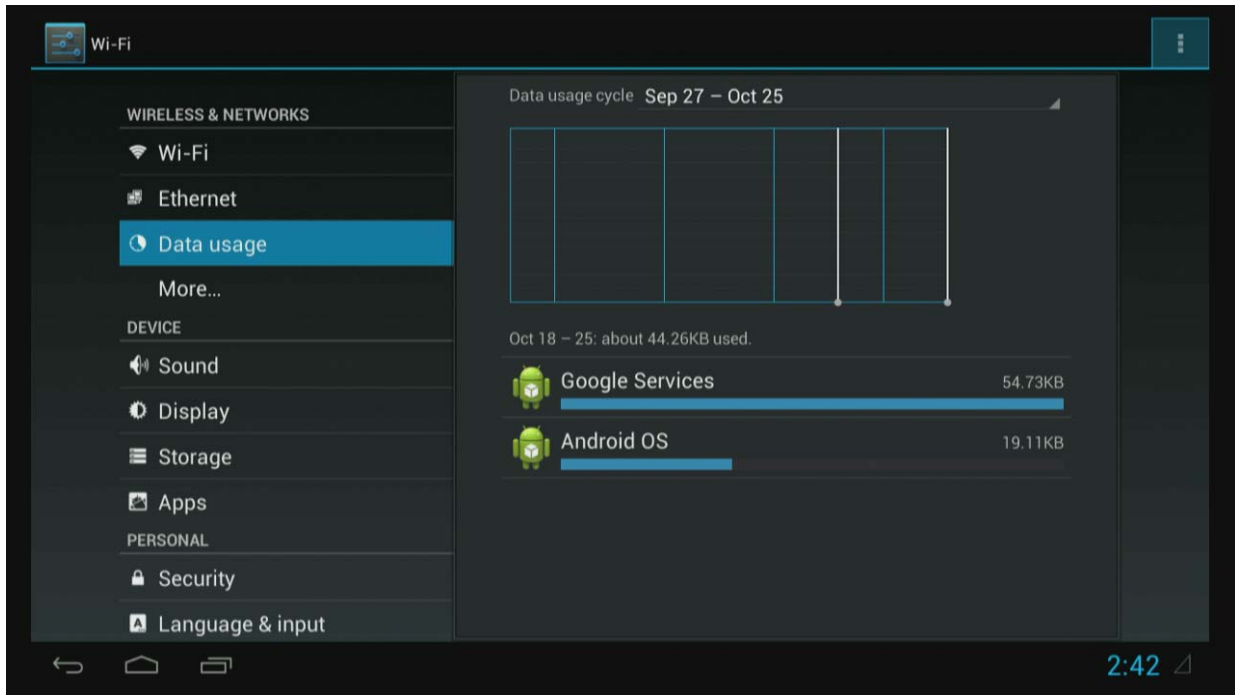 Wi-Fi
WIRELESS & NETWORKS
Wi-Fi
Ethernet
Data usage
More...
DEVICE
Sound
Display
Storage
Apps
PERSONAL
Security
A Language & input
Data usage cycle Sep 27 – Oct 25
Oct 18 – 25: about 44.26KB used.
Google Services 54.73KB
Android OS 19.11KB
2:42